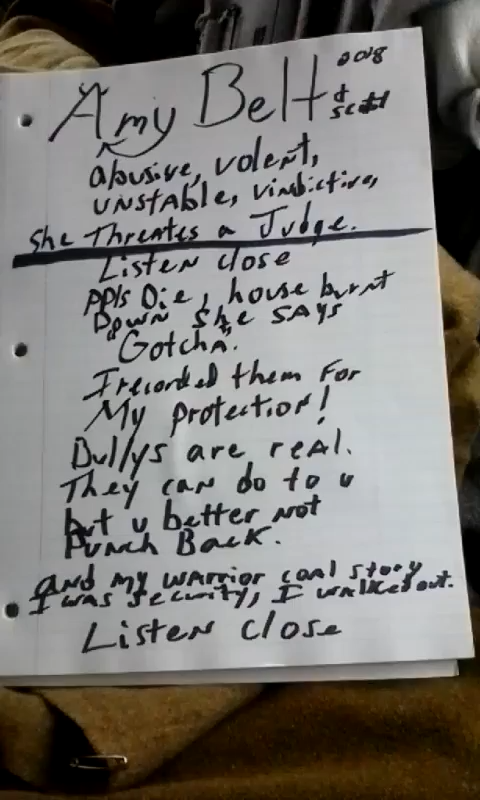 2018
Amy Belt
& scott
abusive, volent,
UNSTABle, vindictive,
she Threates a Judge.
Listen close
PPls Die, house burnt
Down she SAYS
Gotcha.
I recorded them For
My protection!
Bullys are real.
They can do to u
but u better Not
Punch Back.
and my warrior coal story
I was security, I walked out.
Listen close